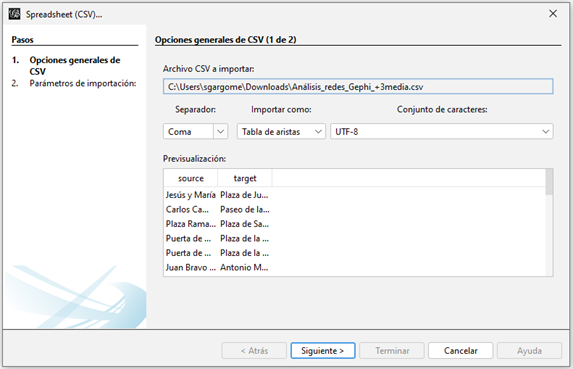 Spreadsheet (CSV)...
Pasos
1. Opciones generales de
CSV
2. Parámetros de importación:
Opciones generales de CSV (1 de 2)
Archivo CSV a importar:
C:\Users\sgargome\Downloads\Análisis_redes_Gephi_+3media.csv
Separador: Importar como: Conjunto de caracteres:
Coma Tabla de aristas UTF-8
Previsualización:
source target
Jesús y María Plaza de Ju...
Carlos Ca... Paseo de la...
Plaza Rama... Plaza de Sa...
Puerta de ... Plaza de la ...
Puerta de ... Plaza de la ...
Juan Bravo ... Antonio M...
< Atrás Siguiente > Terminar Cancelar Ayuda